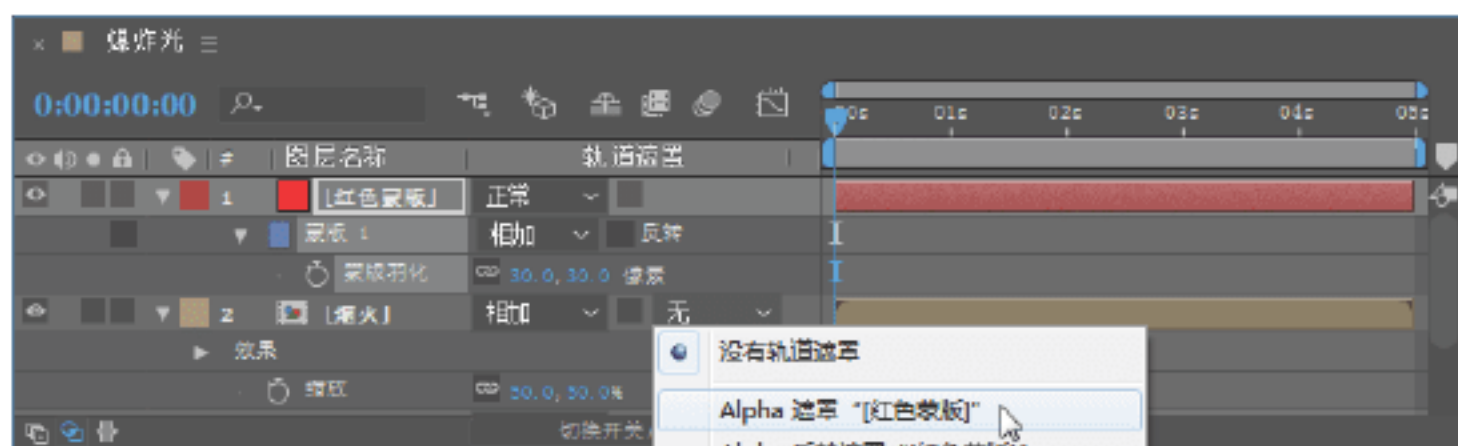 爆炸光
0:00:00:00
00s 01s 02s 03s 04s 05s
# 图层名称 轨道遮罩
1 [红色蒙版] 正常
蒙版 1 相加 反转
蒙版羽化 30.0,30.0 像素
2 [烟火] 相加 无
效果
没有轨道遮罩
缩放 50.0,50.0%
Alpha 遮罩 "[红色蒙版]"
切换开关